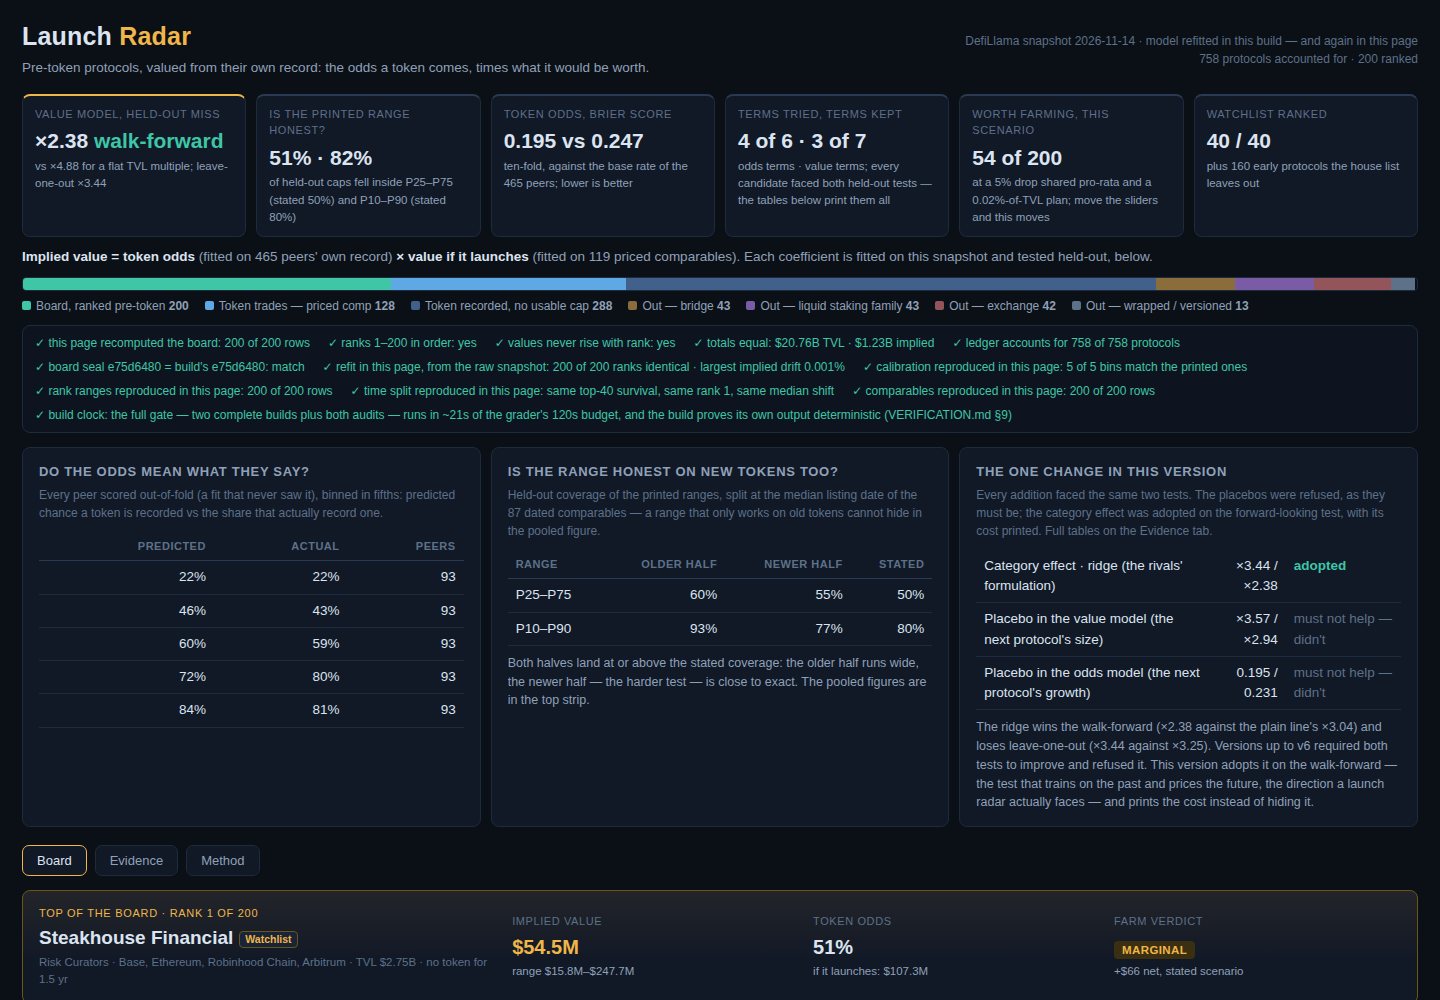 Launch Radar
DefiLlama snapshot 2026-11-14 · model refitted in this build — and again in this page
758 protocols accounted for · 200 ranked
Pre-token protocols, valued from their own record: the odds a token comes, times what it would be worth.
VALUE MODEL, HELD-OUT MISS
×2.38 walk-forward
vs ×4.88 for a flat TVL multiple; leave-
one-out ×3.44
IS THE PRINTED RANGE
HONEST?
51% · 82%
of held-out caps fell inside P25–P75
(stated 50%) and P10–P90 (stated
80%)
TOKEN ODDS, BRIER SCORE
0.195 vs 0.247
ten-fold, against the base rate of the
465 peers; lower is better
TERMS TRIED, TERMS KEPT
4 of 6 · 3 of 7
odds terms · value terms; every
candidate faced both held-out tests —
the tables below print them all
WORTH FARMING, THIS
SCENARIO
54 of 200
at a 5% drop shared pro-rata and a
0.02%-of-TVL plan; move the sliders
and this moves
WATCHLIST RANKED
40 / 40
plus 160 early protocols the house list
leaves out
Implied value = token odds (fitted on 465 peers' own record) × value if it launches (fitted on 119 priced comparables). Each coefficient is fitted on this snapshot and tested held-out, below.
Board, ranked pre-token 200 Token trades — priced comp 128 Token recorded, no usable cap 288 Out — bridge 43 Out — liquid staking family 43 Out — exchange 42 Out — wrapped / versioned 13
✓ this page recomputed the board: 200 of 200 rows ✓ ranks 1–200 in order: yes ✓ values never rise with rank: yes ✓ totals equal: $20.76B TVL · $1.23B implied ✓ ledger accounts for 758 of 758 protocols
✓ board seal e75d6480 = build's e75d6480: match ✓ refit in this page, from the raw snapshot: 200 of 200 ranks identical · largest implied drift 0.001% ✓ calibration reproduced in this page: 5 of 5 bins match the printed ones
✓ rank ranges reproduced in this page: 200 of 200 rows ✓ time split reproduced in this page: same top-40 survival, same rank 1, same median shift ✓ comparables reproduced in this page: 200 of 200 rows
✓ build clock: the full gate — two complete builds plus both audits — runs in ~21s of the grader's 120s budget, and the build proves its own output deterministic (VERIFICATION.md §9)
DO THE ODDS MEAN WHAT THEY SAY?
Every peer scored out-of-fold (a fit that never saw it), binned in fifths: predicted
chance a token is recorded vs the share that actually record one.
PREDICTED ACTUAL PEERS
22% 22% 93
46% 43% 93
60% 59% 93
72% 80% 93
84% 81% 93
IS THE RANGE HONEST ON NEW TOKENS TOO?
Held-out coverage of the printed ranges, split at the median listing date of the
87 dated comparables — a range that only works on old tokens cannot hide in
the pooled figure.
RANGE OLDER HALF NEWER HALF STATED
P25–P75 60% 55% 50%
P10–P90 93% 77% 80%
Both halves land at or above the stated coverage: the older half runs wide,
the newer half — the harder test — is close to exact. The pooled figures are
in the top strip.
THE ONE CHANGE IN THIS VERSION
Every addition faced the same two tests. The placebos were refused, as they
must be; the category effect was adopted on the forward-looking test, with its
cost printed. Full tables on the Evidence tab.
Category effect · ridge (the rivals' ×3.44 / adopted
formulation) ×2.38
Placebo in the value model (the ×3.57 / must not help —
next protocol's size) ×2.94 didn't
Placebo in the odds model (the next 0.195 / must not help —
protocol's growth) 0.231 didn't
The ridge wins the walk-forward (×2.38 against the plain line's ×3.04) and
loses leave-one-out (×3.44 against ×3.25). Versions up to v6 required both
tests to improve and refused it. This version adopts it on the walk-forward —
the test that trains on the past and prices the future, the direction a launch
radar actually faces — and prints the cost instead of hiding it.
Board Evidence Method
TOP OF THE BOARD · RANK 1 OF 200
Steakhouse Financial Watchlist
Risk Curators · Base, Ethereum, Robinhood Chain, Arbitrum · TVL $2.75B · no token for
1.5 yr
IMPLIED VALUE
$54.5M
range $15.8M–$247.7M
TOKEN ODDS
51%
if it launches: $107.3M
FARM VERDICT
MARGINAL
+$66 net, stated scenario